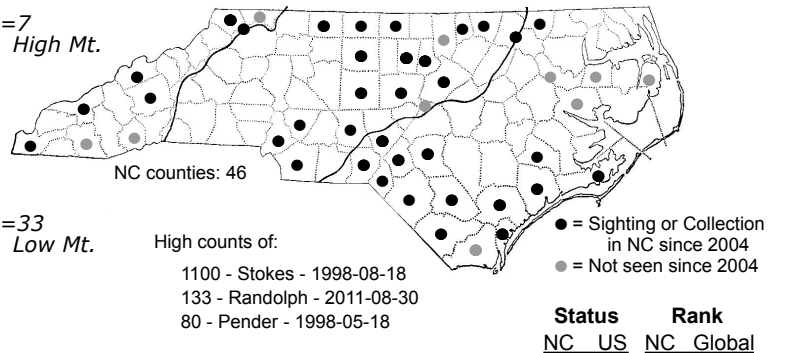 =7
High Mt.
NC counties: 46
=33
Low Mt.
High counts of:
1100 - Stokes - 1998-08-18
133 - Randolph - 2011-08-30
80 - Pender - 1998-05-18
= Sighting or Collection
in NC since 2004
= Not seen since 2004
Status Rank
NC US NC Global